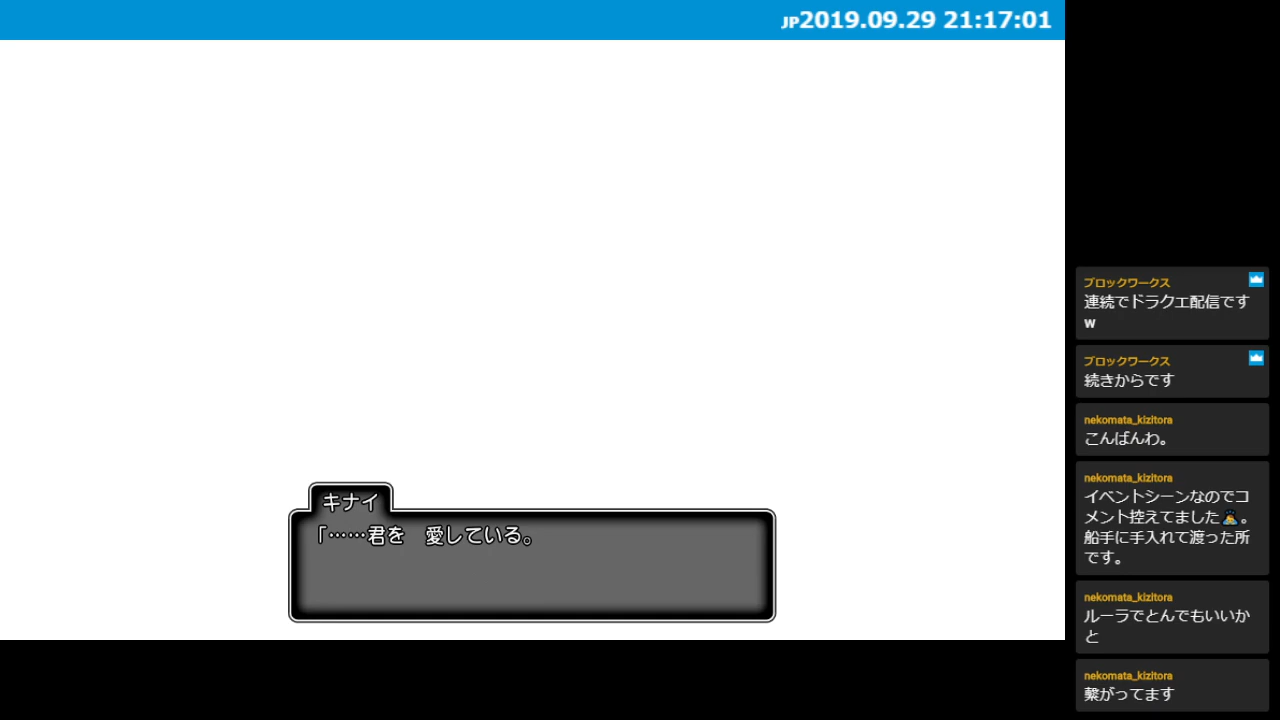 JP2019.09.29 21:17:01
キナイ
「……君を　愛している。
ブロックワークス
連続でドラクエ配信です
w
ブロックワークス
続きからです
nekomata_kizitora
こんばんわ。
nekomata_kizitora
イベントシーンなのでコ
メント控えてました🙇。
船手に手入れて渡った所
です。
nekomata_kizitora
ルーラでとんでもいいか
と
nekomata_kizitora
繋がってます